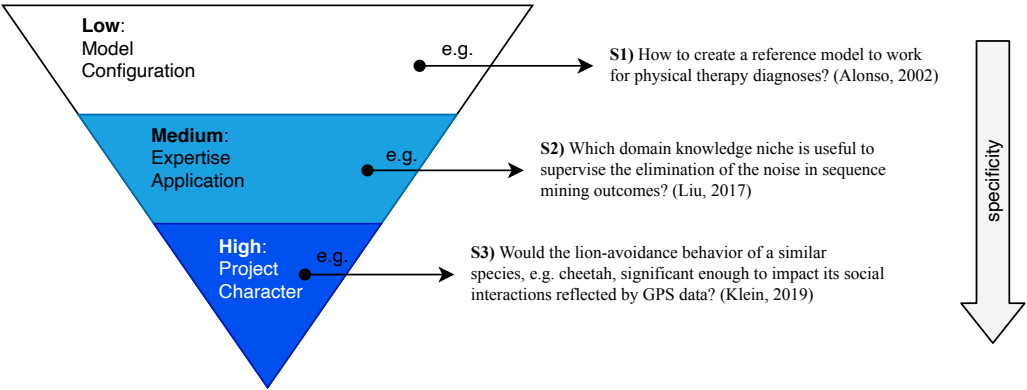 Low:
Model
Configuration
e.g.
S1) How to create a reference model to work
for physical therapy diagnoses? (Alonso, 2002)
Medium:
Expertise
Application
e.g.
S2) Which domain knowledge niche is useful to
supervise the elimination of the noise in sequence
mining outcomes? (Liu, 2017)
High:
Project
Character
e.g.
S3) Would the lion-avoidance behavior of a similar
species, e.g. cheetah, significant enough to impact its social
interactions reflected by GPS data? (Klein, 2019)
specificity